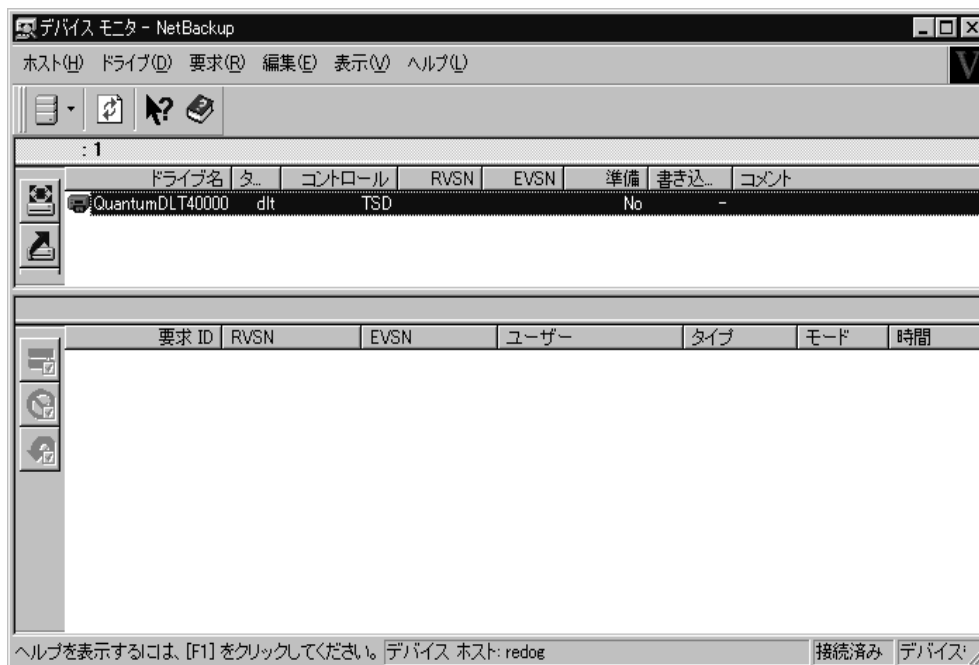 デバイス モニタ - NetBackup
ホスト(H) ドライブ(D) 要求(R) 編集(E) 表示(V) ヘルプ(L)
V
: 1
ドライブ名 タ... コントロール RVSN EVSN 準備 書き込... コメント
QuantumDLT40000 dlt TSD No -
要求 ID RVSN EVSN ユーザー タイプ モード 時間
ヘルプを表示するには、[F1] をクリックしてください。 デバイス ホスト: redog 接続済み デバイス